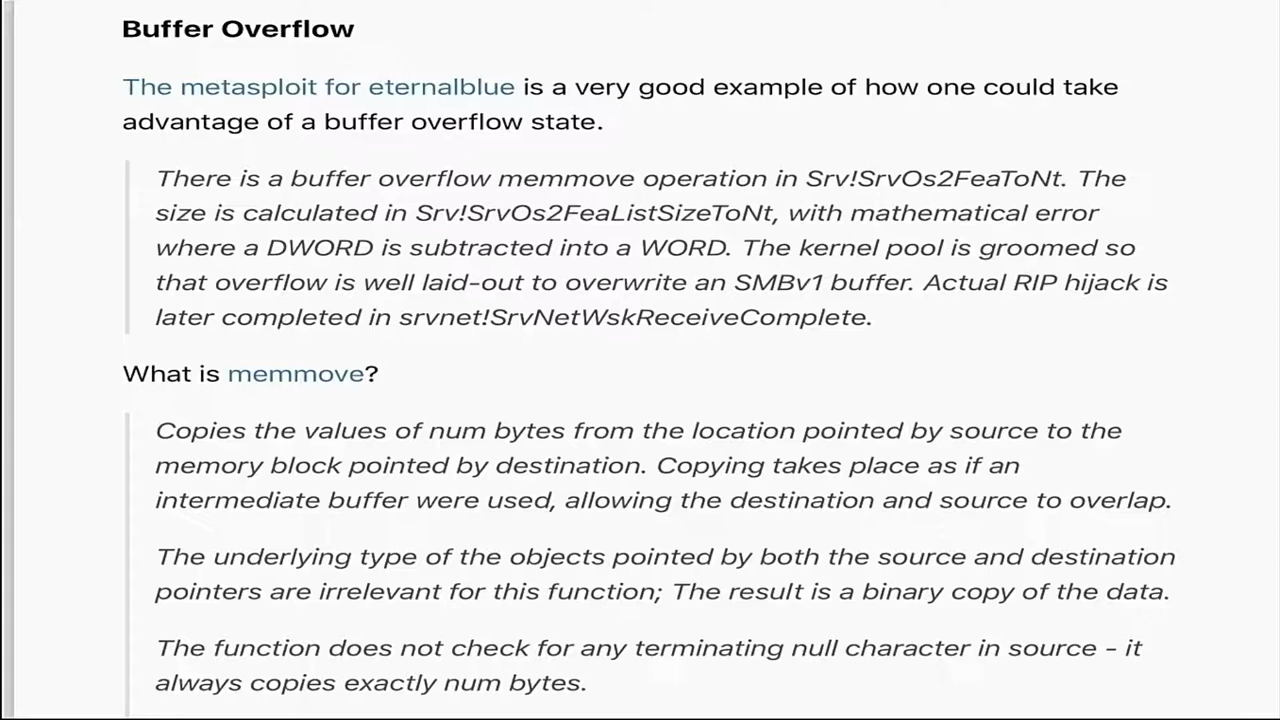 Buffer Overflow
The metasploit for eternalblue is a very good example of how one could take
advantage of a buffer overflow state.
There is a buffer overflow memmove operation in Srv!SrvOs2FeaToNt. The
size is calculated in Srv!SrvOs2FeaListSizeToNt, with mathematical error
where a DWORD is subtracted into a WORD. The kernel pool is groomed so
that overflow is well laid-out to overwrite an SMBv1 buffer. Actual RIP hijack is
later completed in srvnet!SrvNetWskReceiveComplete.
What is memmove?
Copies the values of num bytes from the location pointed by source to the
memory block pointed by destination. Copying takes place as if an
intermediate buffer were used, allowing the destination and source to overlap.
The underlying type of the objects pointed by both the source and destination
pointers are irrelevant for this function; The result is a binary copy of the data.
The function does not check for any terminating null character in source - it
always copies exactly num bytes.